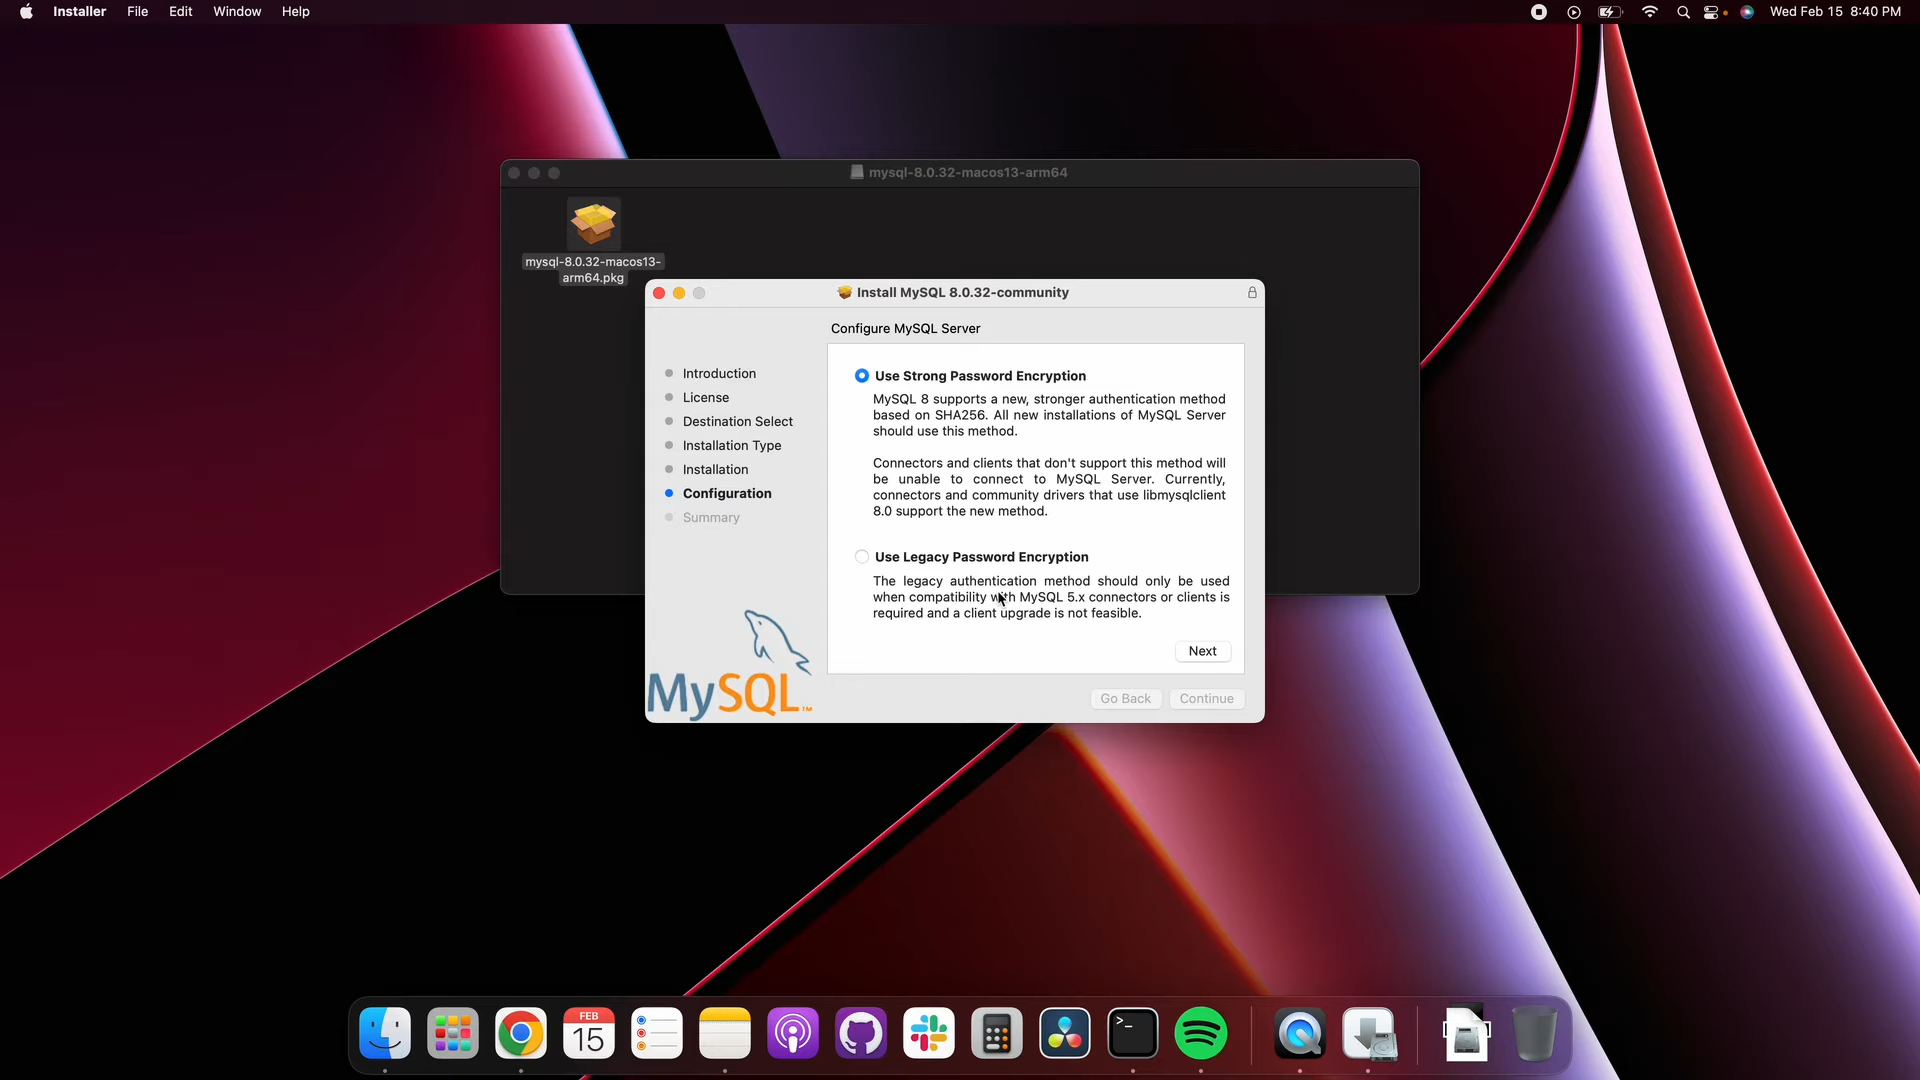 Installer File Edit Window Help Wed Feb 15 8:40 PM
mysql-8.0.32-macos13-arm64
mysql-8.0.32-macos13-
arm64.pkg
Install MySQL 8.0.32-community
Configure MySQL Server
Introduction
License
Destination Select
Installation Type
Installation
Configuration
Summary
Use Strong Password Encryption
MySQL 8 supports a new, stronger authentication method
based on SHA256. All new installations of MySQL Server
should use this method.
Connectors and clients that don't support this method will
be unable to connect to MySQL Server. Currently,
connectors and community drivers that use libmysqlclient
8.0 support the new method.
Use Legacy Password Encryption
The legacy authentication method should only be used
when compatibility with MySQL 5.x connectors or clients is
required and a client upgrade is not feasible.
Next
MySQL™
Go Back Continue
FEB
15
>_